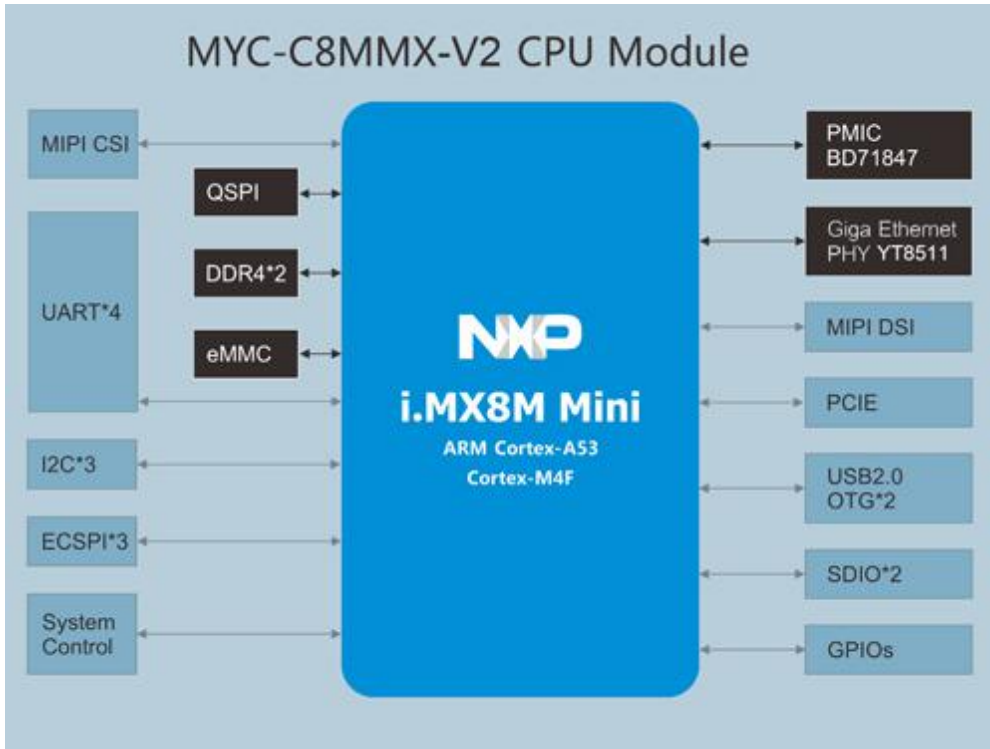 MYC-C8MMX-V2 CPU Module
MIPI CSI
QSPI
DDR4*2
UART*4
eMMC
I2C*3
ECSPI*3
System
Control
NXP
i.MX8M Mini
ARM Cortex-A53
Cortex-M4F
PMIC
BD71847
Giga Ethernet
PHY YT8511
MIPI DSI
PCIE
USB2.0
OTG*2
SDIO*2
GPIOs